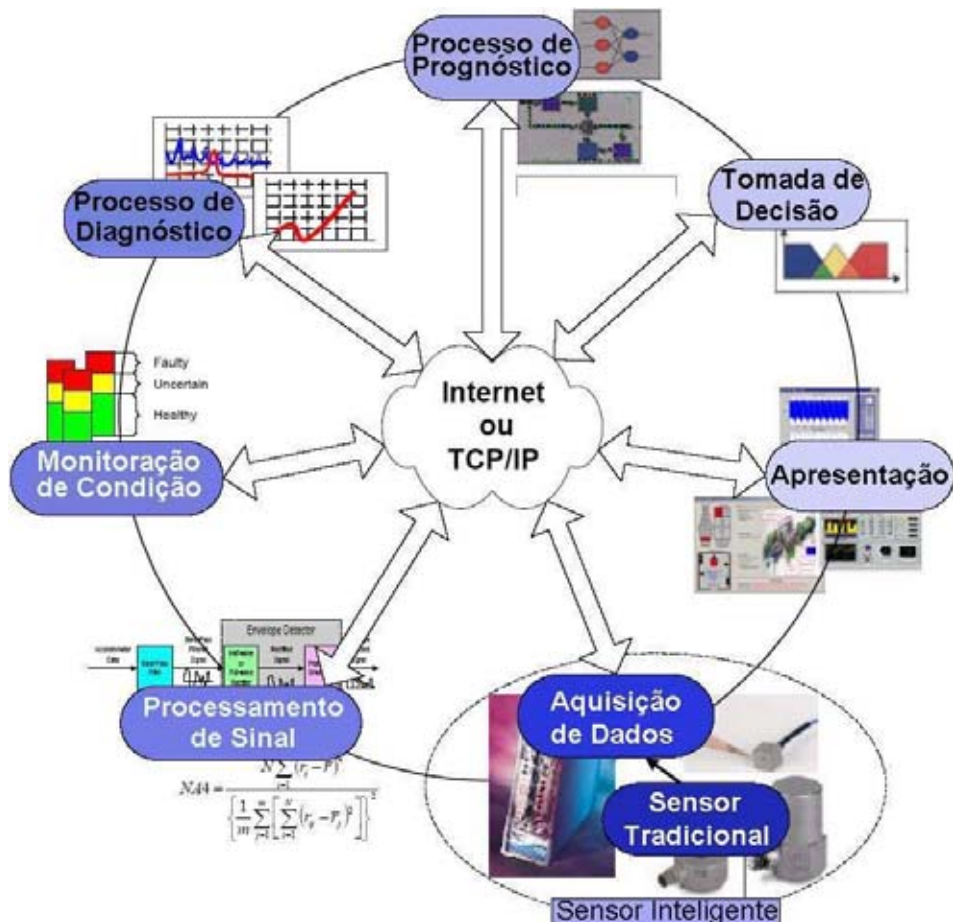 Processo de
Prognóstico
Tomada de
Decisão
Processo de
Diagnóstico
Faulty
Uncertain
Healthy
Internet
ou
TCP/IP
Monitoração
de Condição
Apresentação
Envelope Detector
Processamento
de Sinal
Aquisição
de Dados
Sensor
Tradicional
Sensor Inteligente